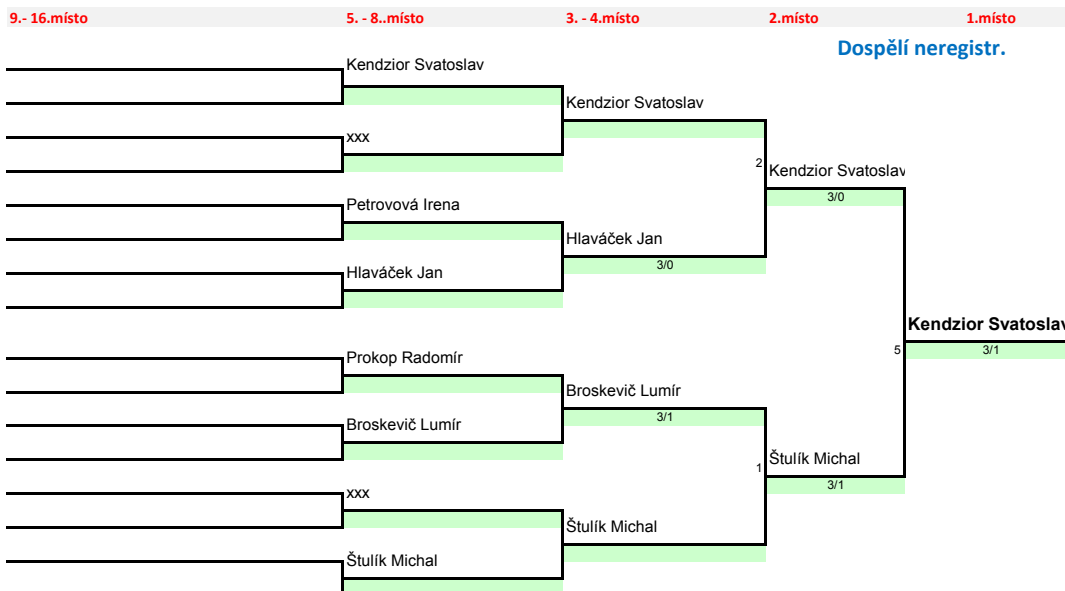 9.- 16.místo 5. - 8..místo 3. - 4.místo 2.místo 1.místo
Dospělí neregistr.
Kendzior Svatoslav
Kendzior Svatoslav
xxx
2
Kendzior Svatoslav
3/0
Petrovová Irena
Hlaváček Jan
3/0
Hlaváček Jan
Kendzior Svatoslav
5
3/1
Prokop Radomír
Broskevič Lumír
3/1
Broskevič Lumír
Štulík Michal
1
3/1
xxx
Štulík Michal
Štulík Michal